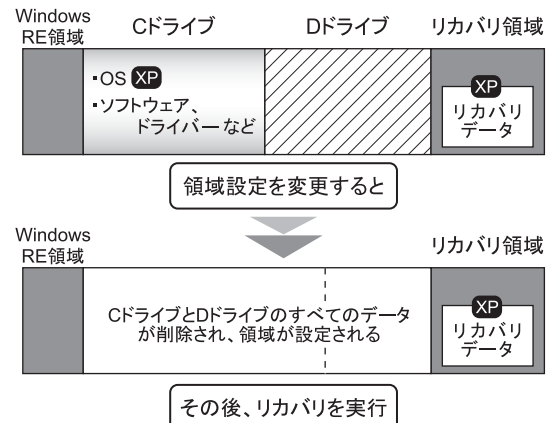 Windows
RE領域
Cドライブ
Dドライブ
リカバリ領域
・OS XP
・ソフトウェア、
ドライバーなど
XP
リカバリ
データ
領域設定を変更すると
Windows
RE領域
リカバリ領域
CドライブとDドライブのすべてのデータ
が削除され、領域が設定される
XP
リカバリ
データ
その後、リカバリを実行